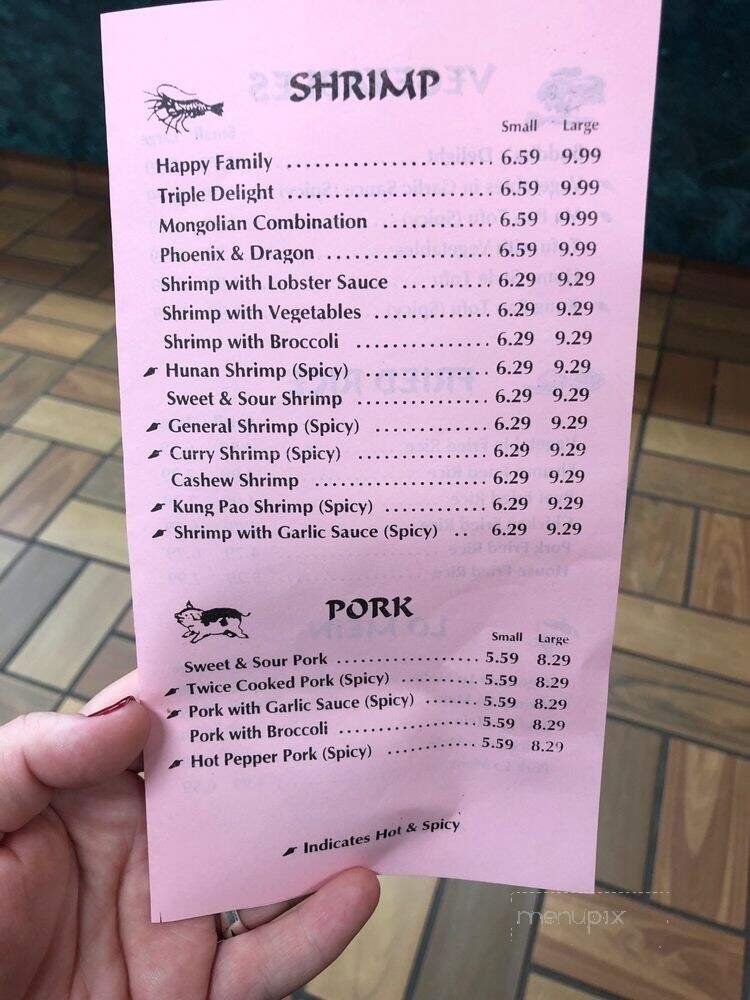 SHRIMP
Small Large
Happy Family ........................ 6.59 9.99
Triple Delight ........................ 6.59 9.99
Mongolian Combination ............ 6.59 9.99
Phoenix & Dragon .................. 6.59 9.99
Shrimp with Lobster Sauce ......... 6.29 9.29
Shrimp with Vegetables ............ 6.29 9.29
Shrimp with Broccoli ............... 6.29 9.29
Hunan Shrimp (Spicy) .............. 6.29 9.29
Sweet & Sour Shrimp ............... 6.29 9.29
General Shrimp (Spicy) ............ 6.29 9.29
Curry Shrimp (Spicy) ............... 6.29 9.29
Cashew Shrimp ..................... 6.29 9.29
Kung Pao Shrimp (Spicy) ........... 6.29 9.29
Shrimp with Garlic Sauce (Spicy) .. 6.29 9.29
PORK
Small Large
Sweet & Sour Pork .................. 5.59 8.29
Twice Cooked Pork (Spicy) ......... 5.59 8.29
Pork with Garlic Sauce (Spicy) ...... 5.59 8.29
Pork with Broccoli .................. 5.59 8.29
Hot Pepper Pork (Spicy) ............ 5.59 8.29
Indicates Hot & Spicy
menupix